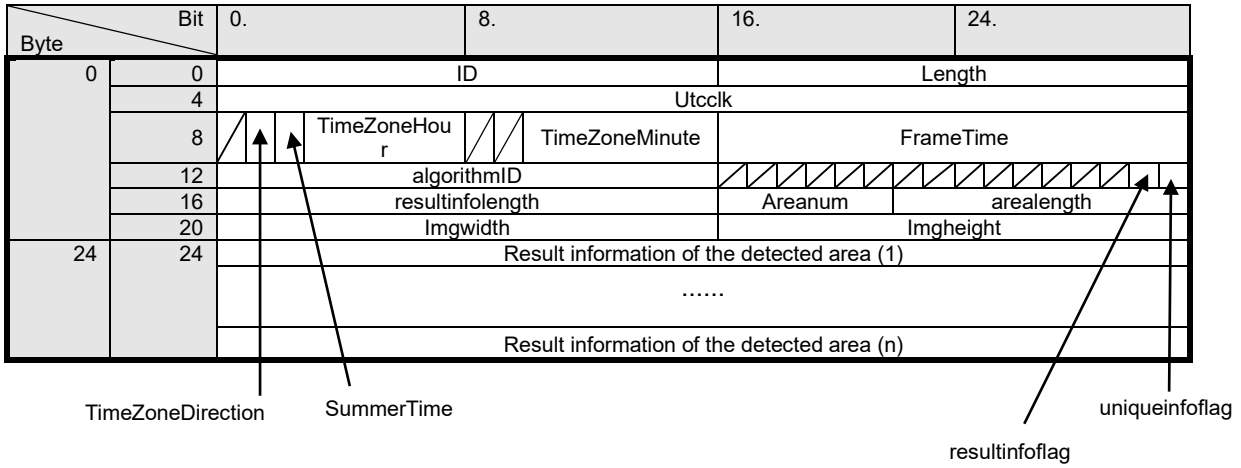 Bit 0. 8. 16. 24.
Byte
0 0 ID Length
4 Utcclk
8 TimeZoneHou
r TimeZoneMinute FrameTime
12 algorithmID
16 resultinfolength Areanum arealength
20 Imgwidth Imgheight
24 24 Result information of the detected area (1)
……
Result information of the detected area (n)
TimeZoneDirection SummerTime uniqueinfoflag
resultinfoflag